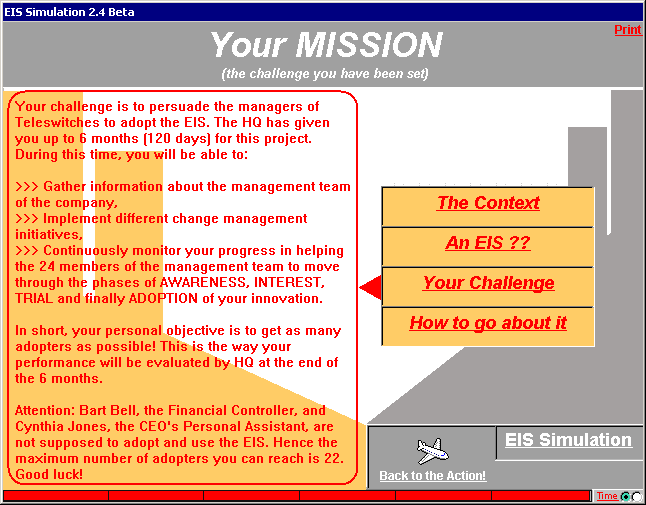 EIS Simulation 2.4 Beta
Your MISSION
Print
(the challenge you have been set)
Your challenge is to persuade the managers of
Teleswitches to adopt the EIS. The HQ has given
you up to 6 months (120 days) for this project.
During this time, you will be able to:
>>> Gather information about the management team
of the company,
>>> Implement different change management
initiatives,
>>> Continuously monitor your progress in helping
the 24 members of the management team to move
through the phases of AWARENESS, INTEREST,
TRIAL and finally ADOPTION of your innovation.
In short, your personal objective is to get as many
adopters as possible! This is the way your
performance will be evaluated by HQ at the end of
the 6 months.
Attention: Bart Bell, the Financial Controller, and
Cynthia Jones, the CEO's Personal Assistant, are
not supposed to adopt and use the EIS. Hence the
maximum number of adopters you can reach is 22.
Good luck!
The Context
An EIS ??
Your Challenge
How to go about it
EIS Simulation
Back to the Action!
Time